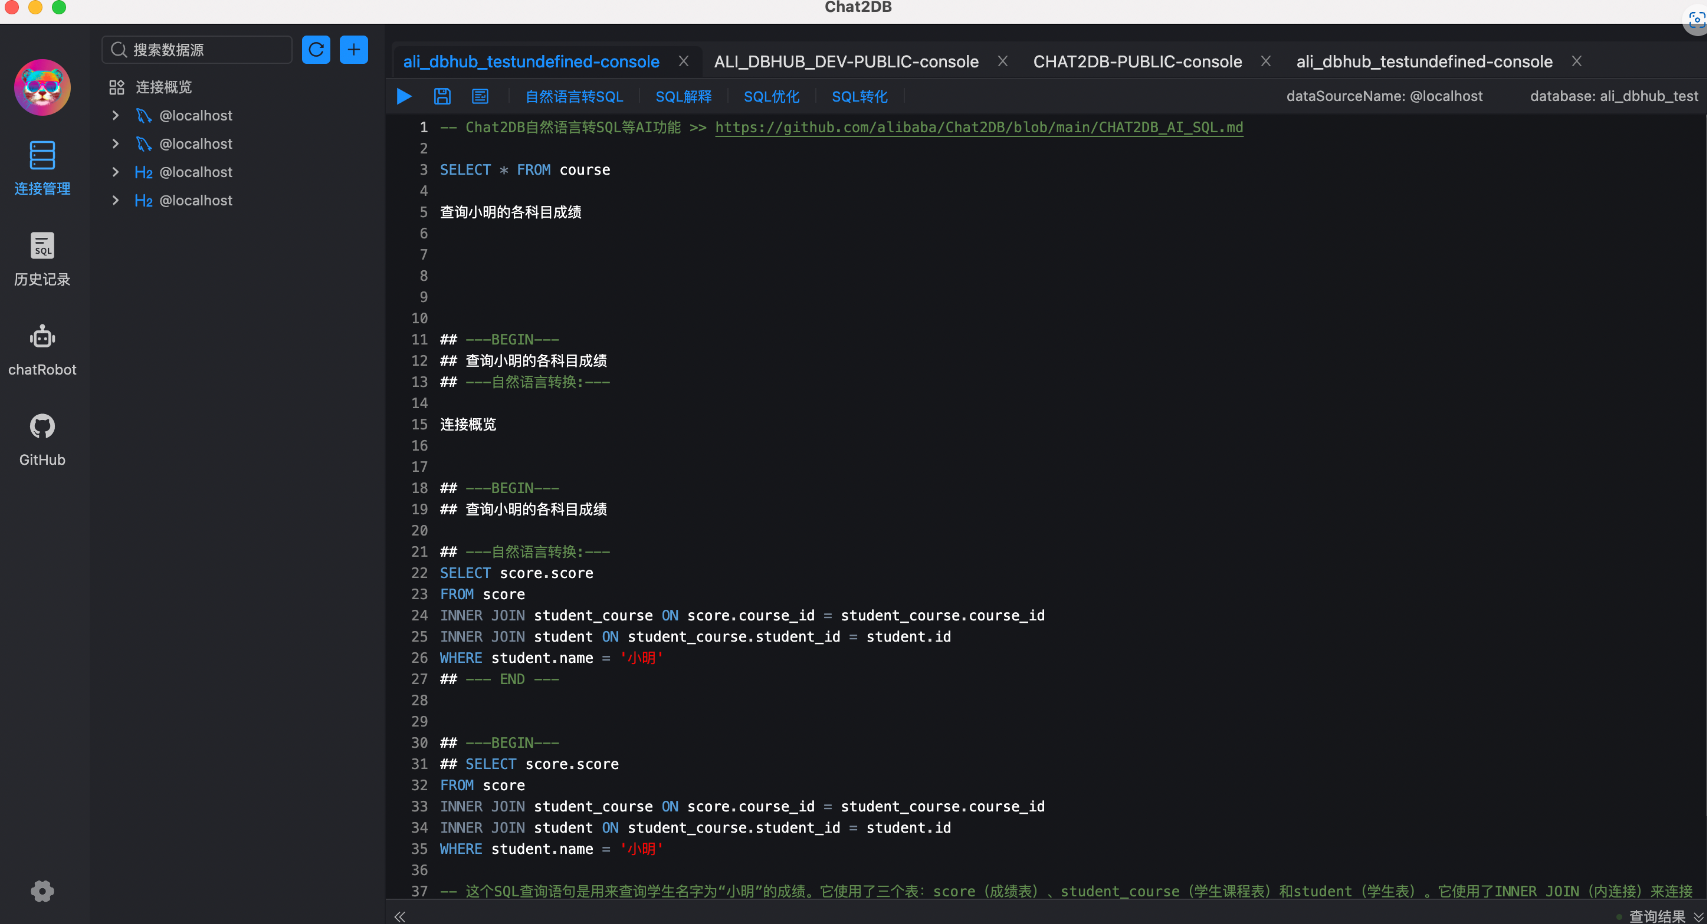 Chat2DB
搜索数据源
连接概览
@localhost
@localhost
H2 @localhost
H2 @localhost
连接管理
SQL
历史记录
chatRobot
GitHub
ali_dbhub_testundefined-console
ALI_DBHUB_DEV-PUBLIC-console
CHAT2DB-PUBLIC-console
ali_dbhub_testundefined-console
自然语言转SQL
SQL解释
SQL优化
SQL转化
dataSourceName: @localhost
database: ali_dbhub_test
1 -- Chat2DB自然语言转SQL等AI功能 >> https://github.com/alibaba/Chat2DB/blob/main/CHAT2DB_AI_SQL.md
2
3 SELECT * FROM course
4
5 查询小明的各科目成绩
6
7
8
9
10
11 ## ---BEGIN---
12 ## 查询小明的各科目成绩
13 ## ---自然语言转换:---
14
15 连接概览
16
17
18 ## ---BEGIN---
19 ## 查询小明的各科目成绩
20
21 ## ---自然语言转换:---
22 SELECT score.score
23 FROM score
24 INNER JOIN student_course ON score.course_id = student_course.course_id
25 INNER JOIN student ON student_course.student_id = student.id
26 WHERE student.name = '小明'
27 ## --- END ---
28
29
30 ## ---BEGIN---
31 ## SELECT score.score
32 FROM score
33 INNER JOIN student_course ON score.course_id = student_course.course_id
34 INNER JOIN student ON student_course.student_id = student.id
35 WHERE student.name = '小明'
36
37 -- 这个SQL查询语句是用来查询学生名字为“小明”的成绩。它使用了三个表：score（成绩表）、student_course（学生课程表）和student（学生表）。它使用了INNER JOIN（内连接）来连接
查询结果